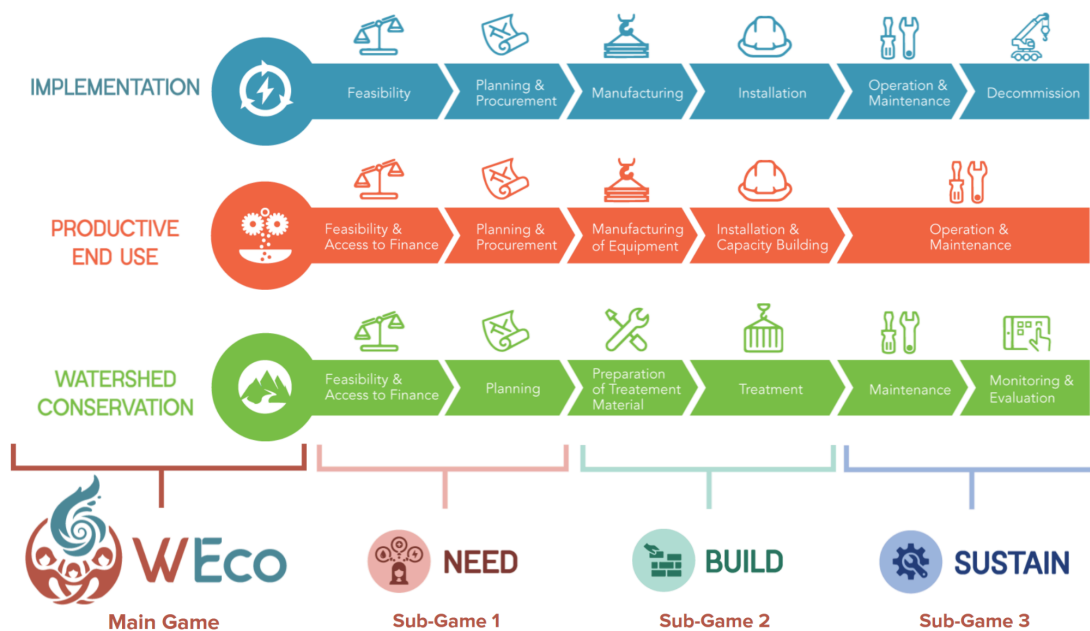 IMPLEMENTATION
Feasibility
Planning &
Procurement
Manufacturing
Installation
Operation &
Maintenance
Decommission
PRODUCTIVE
END USE
Feasibility &
Access to Finance
Planning &
Procurement
Manufacturing
of Equipment
Installation &
Capacity Building
Operation &
Maintenance
WATERSHED
CONSERVATION
Feasibility &
Access to Finance
Planning
Preparation
of Treatement
Material
Treatment
Maintenance
Monitoring &
Evaluation
WEco
Main Game
NEED
Sub-Game 1
BUILD
Sub-Game 2
SUSTAIN
Sub-Game 3